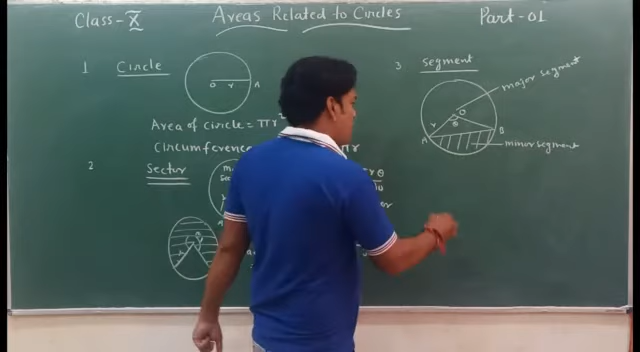 Class-X
Areas Related to Circles
Part-01
1 Circle
O r A
Area of circle = πr²
Circumference
πr
2 Sector
3 segment
major segment
O
r θ
A B
minor segment